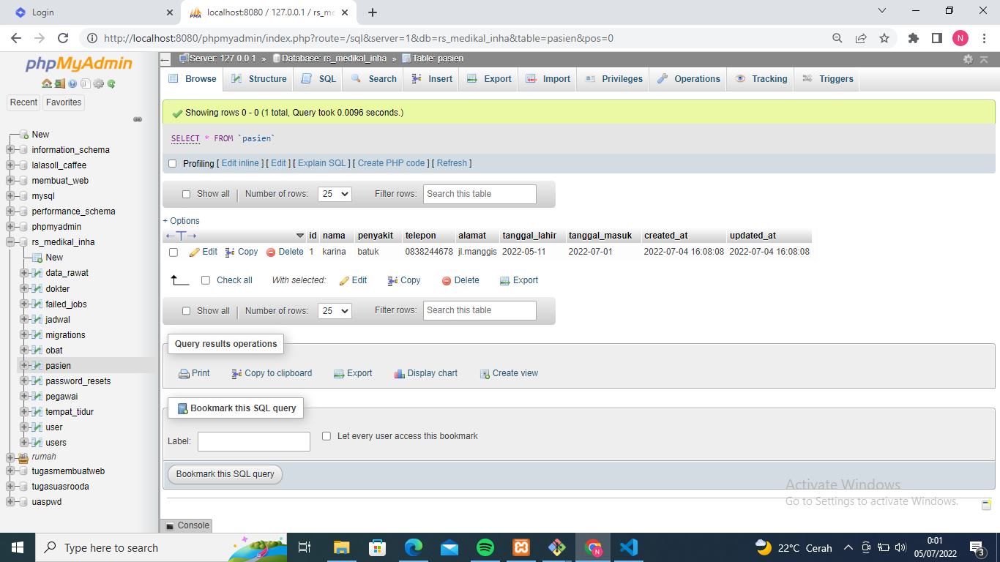 Login
localhost:8080 / 127.0.0.1 / rs_me
http://localhost:8080/phpmyadmin/index.php?route=/sql&server=1&db=rs_medikal_inha&table=pasien&pos=0
N
phpMyAdmin
Recent Favorites
New
information_schema
lalasoll_caffee
membuat_web
mysql
performance_schema
phpmyadmin
rs_medikal_inha
New
data_rawat
dokter
failed_jobs
jadwal
migrations
obat
pasien
password_resets
pegawai
tempat_tidur
user
users
rumah
tugasmembuatweb
tugasuasrooda
uaspwd
Server: 127.0.0.1 » Database: rs_medikal_inha » Table: pasien
Browse Structure SQL Search Insert Export Import Privileges Operations Tracking Triggers
Showing rows 0 - 0 (1 total, Query took 0.0096 seconds.)
SELECT * FROM `pasien`
Profiling [ Edit inline ] [ Edit ] [ Explain SQL ] [ Create PHP code ] [ Refresh ]
Show all | Number of rows: 25 Filter rows: Search this table
+ Options
←T→ id nama penyakit telepon alamat tanggal_lahir tanggal_masuk created_at updated_at
Edit Copy Delete 1 karina batuk 0838244678 jl.manggis 2022-05-11 2022-07-01 2022-07-04 16:08:08 2022-07-04 16:08:08
Check all With selected: Edit Copy Delete Export
Show all | Number of rows: 25 Filter rows: Search this table
Query results operations
Print Copy to clipboard Export Display chart Create view
Bookmark this SQL query
Label: Let every user access this bookmark
Bookmark this SQL query
Activate Windows
Go to Settings to activate Windows.
Console
Type here to search
22°C Cerah
0:01
05/07/2022
3